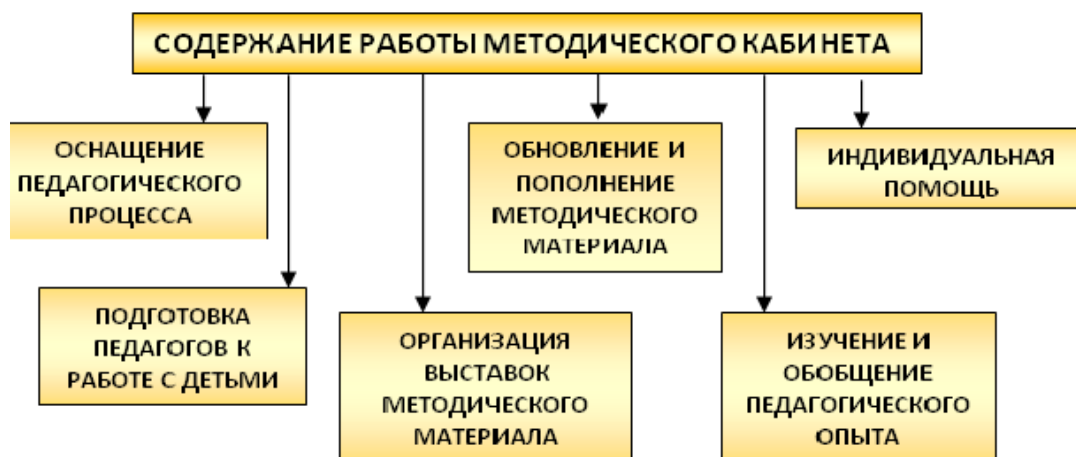 СОДЕРЖАНИЕ РАБОТЫ МЕТОДИЧЕСКОГО КАБИНЕТА
ОСНАЩЕНИЕ
ПЕДАГОГИЧЕСКОГО
ПРОЦЕССА
ОБНОВЛЕНИЕ И
ПОПОЛНЕНИЕ
МЕТОДИЧЕСКОГО
МАТЕРИАЛА
ИНДИВИДУАЛЬНАЯ
ПОМОЩЬ
ПОДГОТОВКА
ПЕДАГОГОВ К
РАБОТЕ С ДЕТЬМИ
ОРГАНИЗАЦИЯ
ВЫСТАВОК
МЕТОДИЧЕСКОГО
МАТЕРИАЛА
ИЗУЧЕНИЕ И
ОБОБЩЕНИЕ
ПЕДАГОГИЧЕСКОГО
ОПЫТА